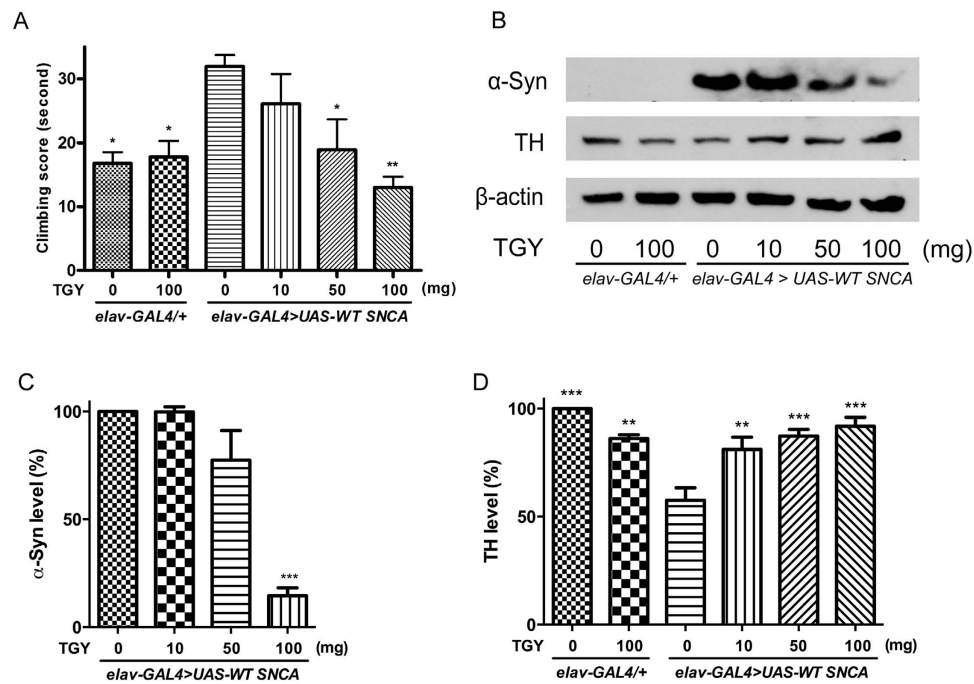 A
Climbing score (second)
30
20
10
0
* * * **
TGY 0 100 0 10 50 100 (mg)
elav-GAL4/+ elav-GAL4>UAS-WT SNCA
B
α-Syn
TH
β-actin
TGY 0 100 0 10 50 100 (mg)
elav-GAL4/+ elav-GAL4 > UAS-WT SNCA
C
α-Syn level (%)
100
50
0
***
TGY 0 10 50 100 (mg)
elav-GAL4>UAS-WT SNCA
D
TH level (%)
100
50
0
*** ** ** *** ***
TGY 0 100 0 10 50 100 (mg)
elav-GAL4/+ elav-GAL4>UAS-WT SNCA